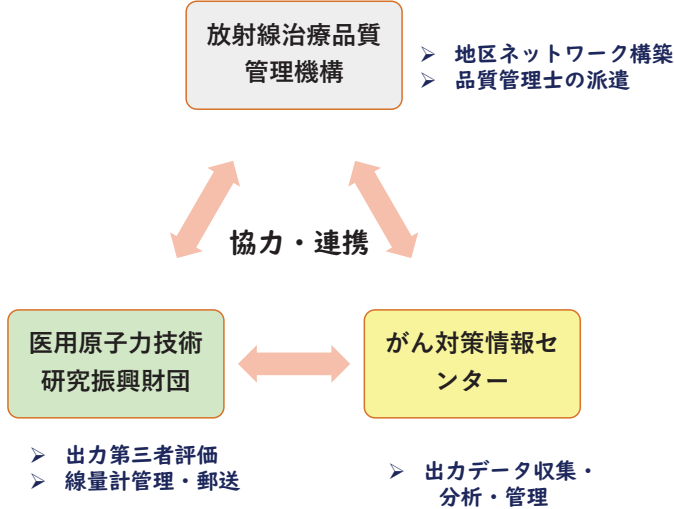 放射線治療品質
管理機構
➢ 地区ネットワーク構築
➢ 品質管理士の派遣
協力・連携
医用原子力技術
研究振興財団
がん対策情報セ
ンター
➢ 出力第三者評価
➢ 線量計管理・郵送
➢ 出力データ収集・
分析・管理